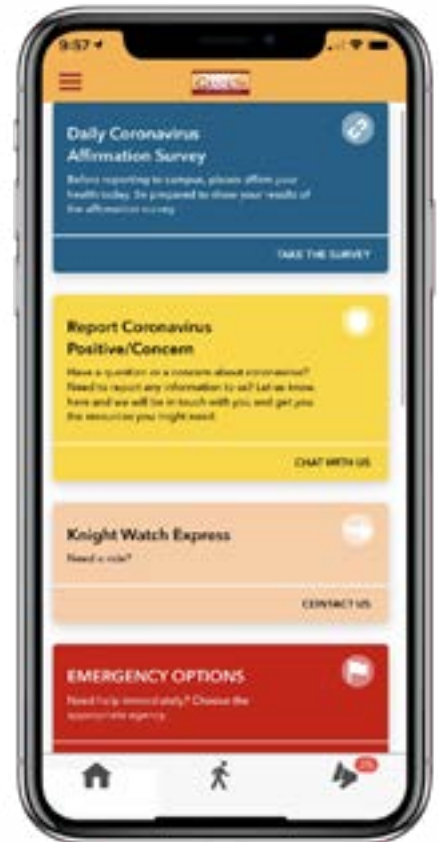 9:57
Daily Coronavirus
Affirmation Survey
Before reporting to campus, please affirm your
health today. Be prepared to show your results of
the affirmation survey.
TAKE THE SURVEY
Report Coronavirus
Positive/Concern
Have a question or a concern about coronavirus?
Need to report any information to us? Let us know
here and we will be in touch with you and get you
the resources you might need.
CHAT WITH US
Knight Watch Express
Need a ride?
CONTACT US
EMERGENCY OPTIONS
Need help immediately? Choose the
appropriate agency.